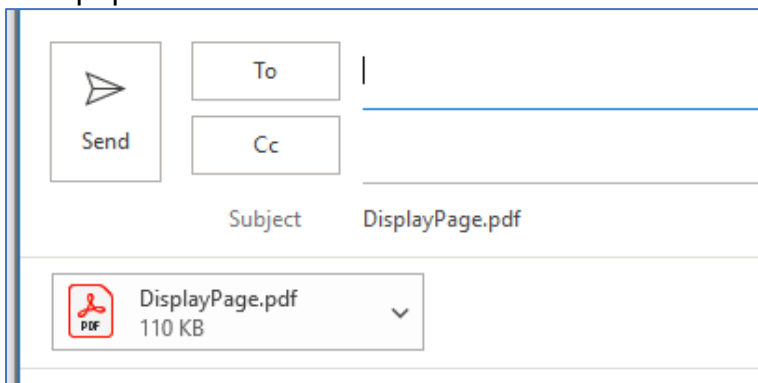 To
Send
Cc
Subject DisplayPage.pdf
PDF
DisplayPage.pdf
110 KB